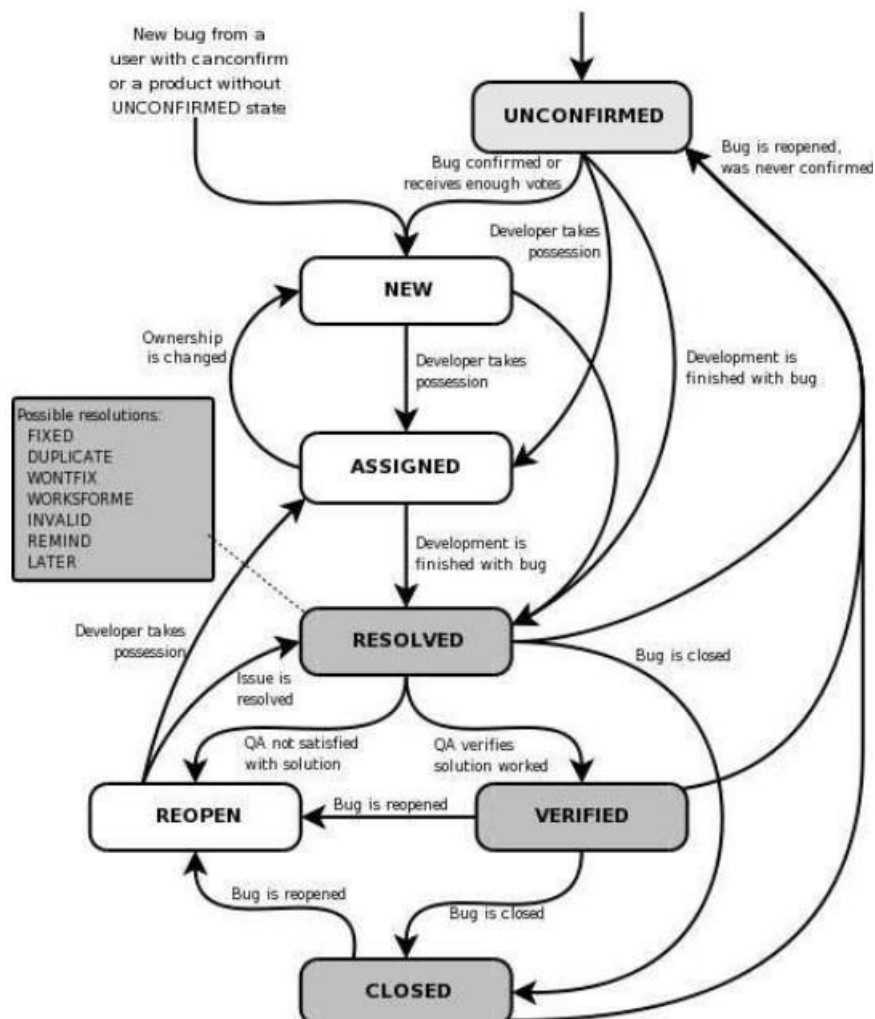 New bug from a
user with canconfirm
or a product without
UNCONFIRMED state
UNCONFIRMED
Bug is reopened,
was never confirmed
Bug confirmed or
receives enough votes
Developer takes
possession
NEW
Ownership
is changed
Developer takes
possession
Development is
finished with bug
Possible resolutions:
FIXED
DUPLICATE
WONTFIX
WORKSFORME
INVALID
REMIND
LATER
ASSIGNED
Development is
finished with bug
RESOLVED
Developer takes
possession
Issue is
resolved
Bug is closed
QA not satisfied
with solution
QA verifies
solution worked
REOPEN
Bug is reopened
VERIFIED
Bug is reopened
Bug is closed
CLOSED